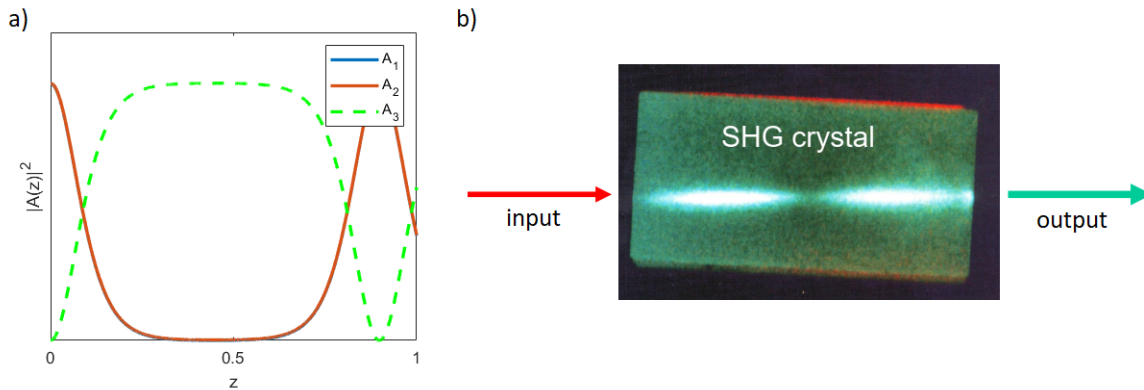 a)
|A(z)|²
A₁
A₂
A₃
0
0.5
1
z
b)
SHG crystal
input
output